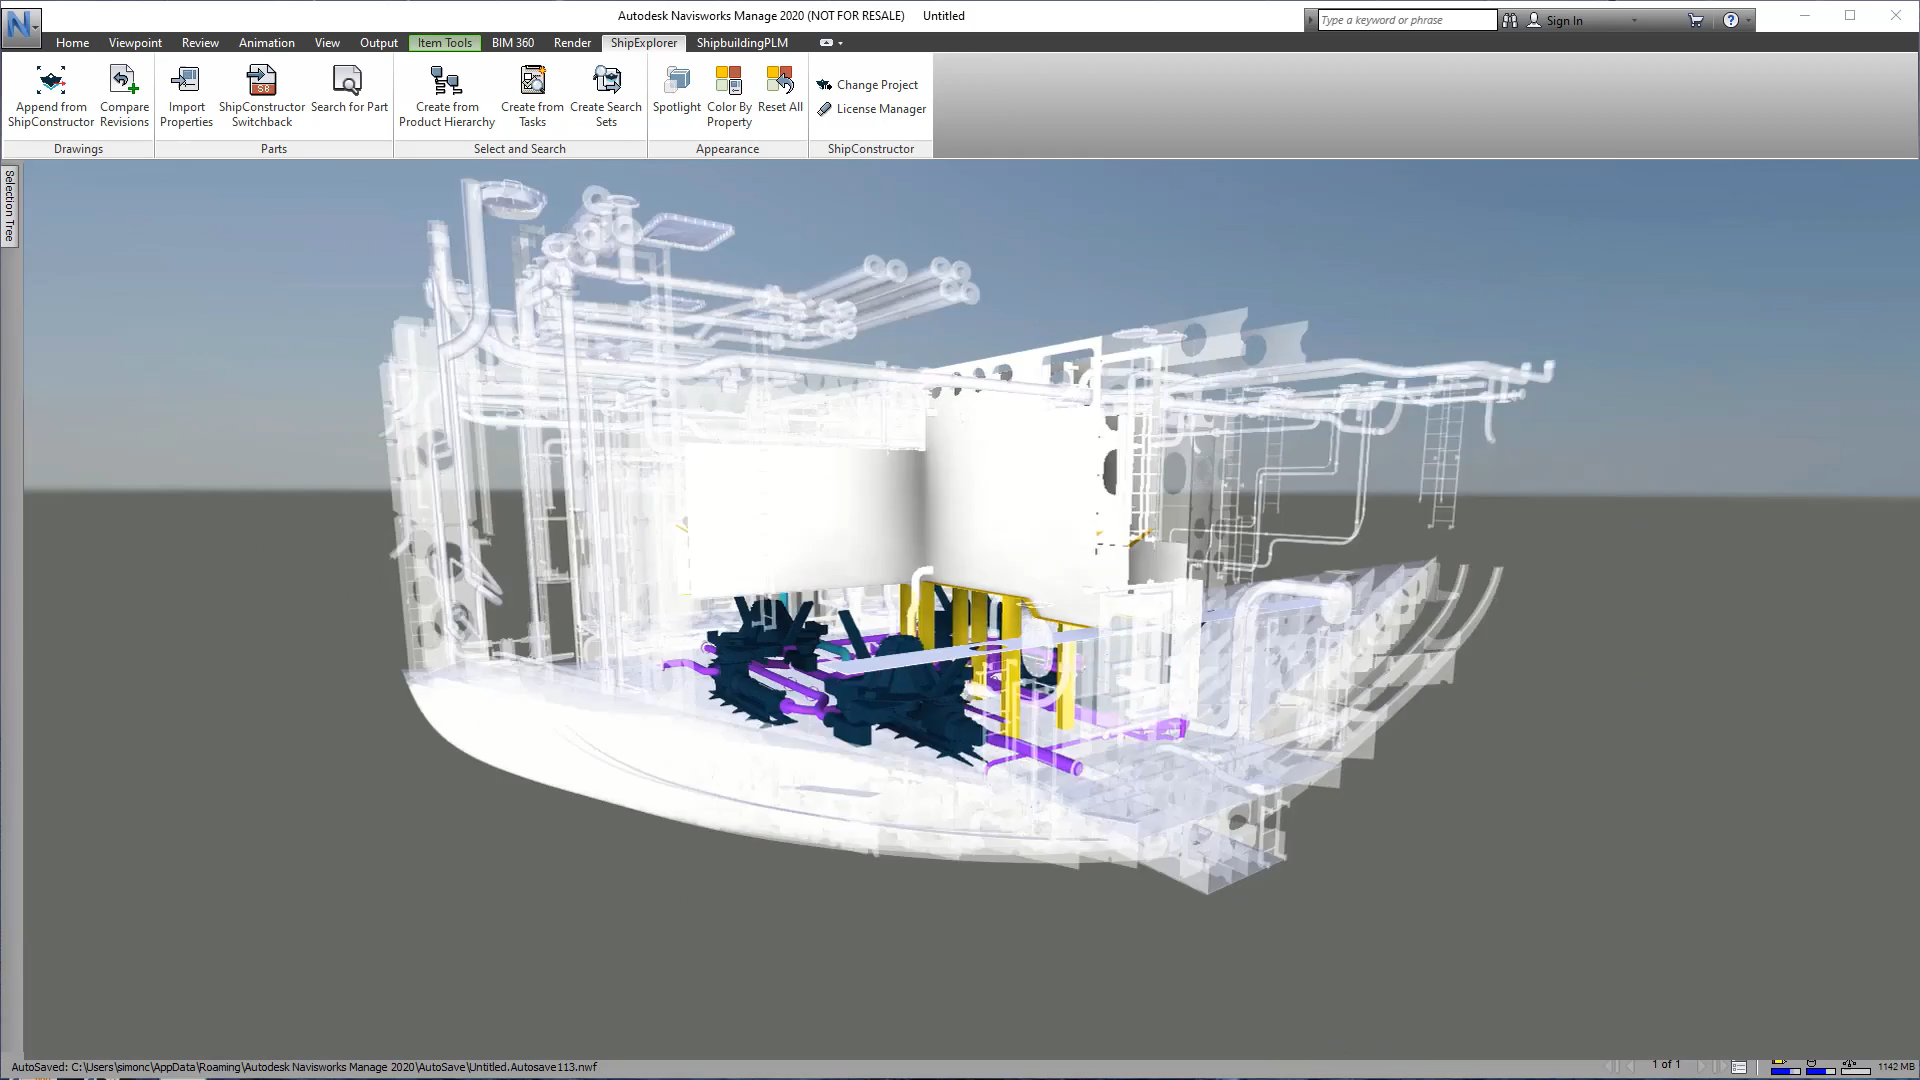 Autodesk Navisworks Manage 2020 (NOT FOR RESALE) Untitled
Type a keyword or phrase
Sign In
N
Home Viewpoint Review Animation View Output Item Tools BIM 360 Render ShipExplorer ShipbuildingPLM
Append from ShipConstructor
Compare Revisions
Import Properties
SB
ShipConstructor Switchback
Search for Part
Create from Product Hierarchy
Create from Tasks
Create Search Sets
Spotlight
Color By Property
Reset All
Change Project
License Manager
Drawings Parts Select and Search Appearance ShipConstructor
Selection Tree
AutoSaved: C:\Users\simonc\AppData\Roaming\Autodesk Navisworks Manage 2020\AutoSave\Untitled.Autosave113.nwf
1 of 1
1142 MB